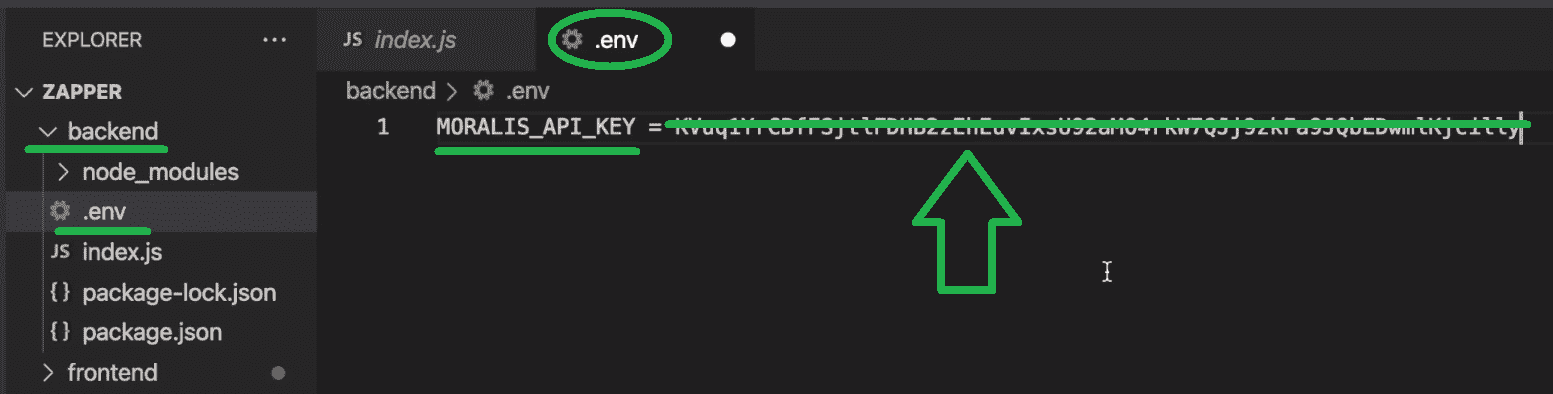 EXPLORER ...
JS index.js
.env
ZAPPER
backend > .env
backend
1 MORALIS_API_KEY =
node_modules
.env
JS index.js
{} package-lock.json
{} package.json
frontend